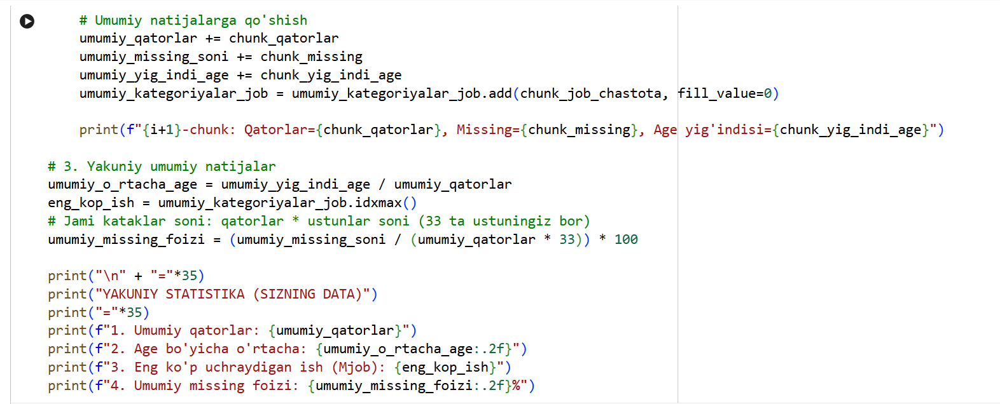 # Umumiy natijalarga qo'shish
umumiy_qatorlar += chunk_qatorlar
umumiy_missing_soni += chunk_missing
umumiy_yig_indi_age += chunk_yig_indi_age
umumiy_kategoriyalar_job = umumiy_kategoriyalar_job.add(chunk_job_chastota, fill_value=0)
print(f"{i+1}-chunk: Qatorlar={chunk_qatorlar}, Missing={chunk_missing}, Age yig'indisi={chunk_yig_indi_age}")
# 3. Yakuniy umumiy natijalar
umumiy_o_rtacha_age = umumiy_yig_indi_age / umumiy_qatorlar
eng_kop_ish = umumiy_kategoriyalar_job.idxmax()
# Jami kataklar soni: qatorlar * ustunlar soni (33 ta ustuningiz bor)
umumiy_missing_foizi = (umumiy_missing_soni / (umumiy_qatorlar * 33)) * 100
print("\n" + "="*35)
print("YAKUNIY STATISTIKA (SIZNING DATA)")
print("="*35)
print(f"1. Umumiy qatorlar: {umumiy_qatorlar}")
print(f"2. Age bo'yicha o'rtacha: {umumiy_o_rtacha_age:.2f}")
print(f"3. Eng ko'p uchraydigan ish (Mjob): {eng_kop_ish}")
print(f"4. Umumiy missing foizi: {umumiy_missing_foizi:.2f}%")